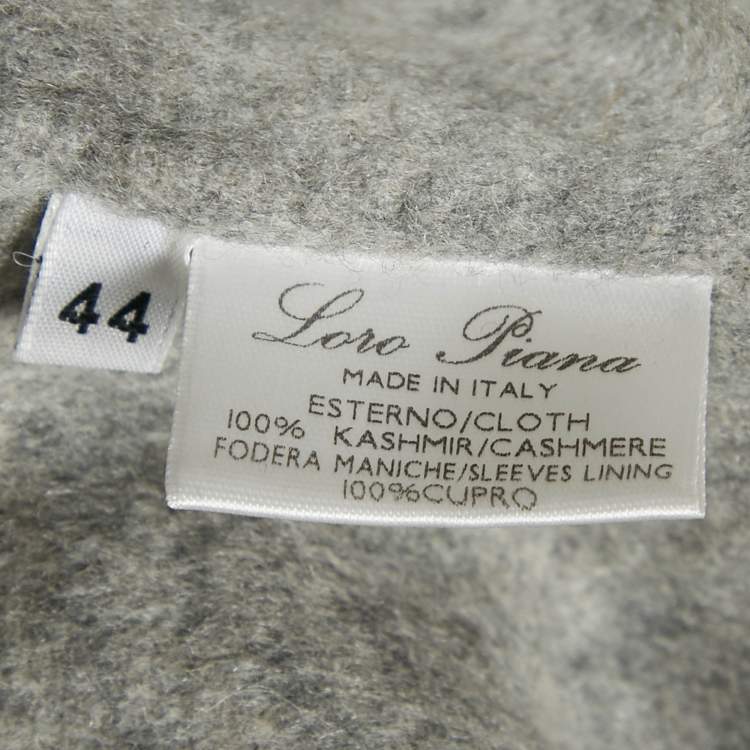 44
Loro Piana
MADE IN ITALY
ESTERNO/CLOTH
100% KASHMIR/CASHMERE
FODERA MANICHE/SLEEVES LINING
100%CUPRO